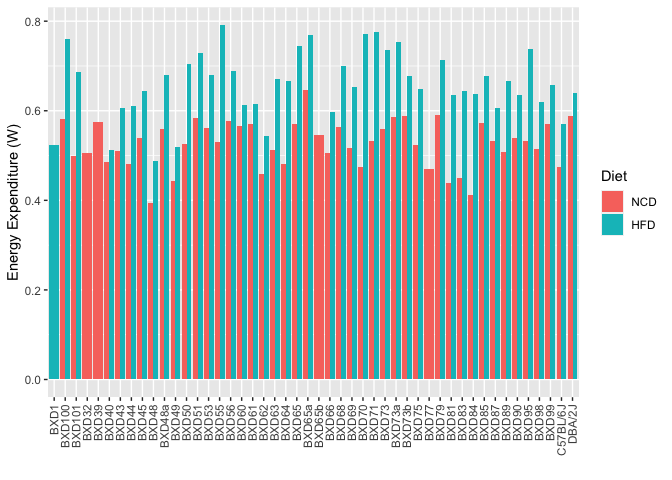 Energy Expenditure (W)
0.8
0.6
0.4
0.2
0.0
BXD1
BXD100
BXD101
BXD32
BXD39
BXD40
BXD43
BXD44
BXD45
BXD48
BXD48a
BXD49
BXD50
BXD51
BXD53
BXD55
BXD56
BXD60
BXD61
BXD62
BXD63
BXD64
BXD65
BXD65a
BXD65b
BXD66
BXD68
BXD69
BXD70
BXD71
BXD73
BXD73a
BXD73b
BXD75
BXD77
BXD79
BXD81
BXD83
BXD84
BXD85
BXD87
BXD89
BXD90
BXD95
BXD98
BXD99
C57BL/6J
DBA/2J
Diet
NCD
HFD